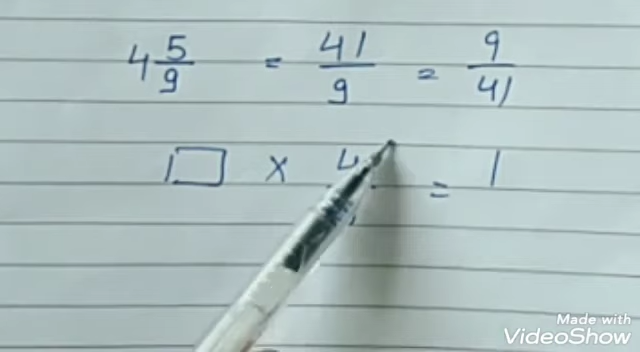 4 5/9 = 41/9 = 9/41
□ × 4 = 1
Made with
VideoShow